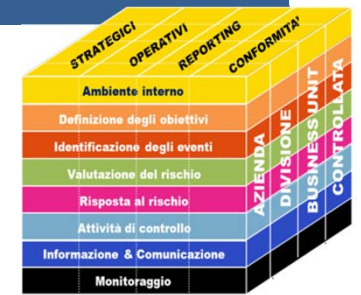 STRATEGICI
OPERATIVI
REPORTING
CONFORMITA'
Ambiente interno
Definizione degli obiettivi
Identificazione degli eventi
Valutazione del rischio
Risposta al rischio
Attività di controllo
Informazione & Comunicazione
Monitoraggio
AZIENDA
DIVISIONE
BUSINESS UNIT
CONTROLLATA